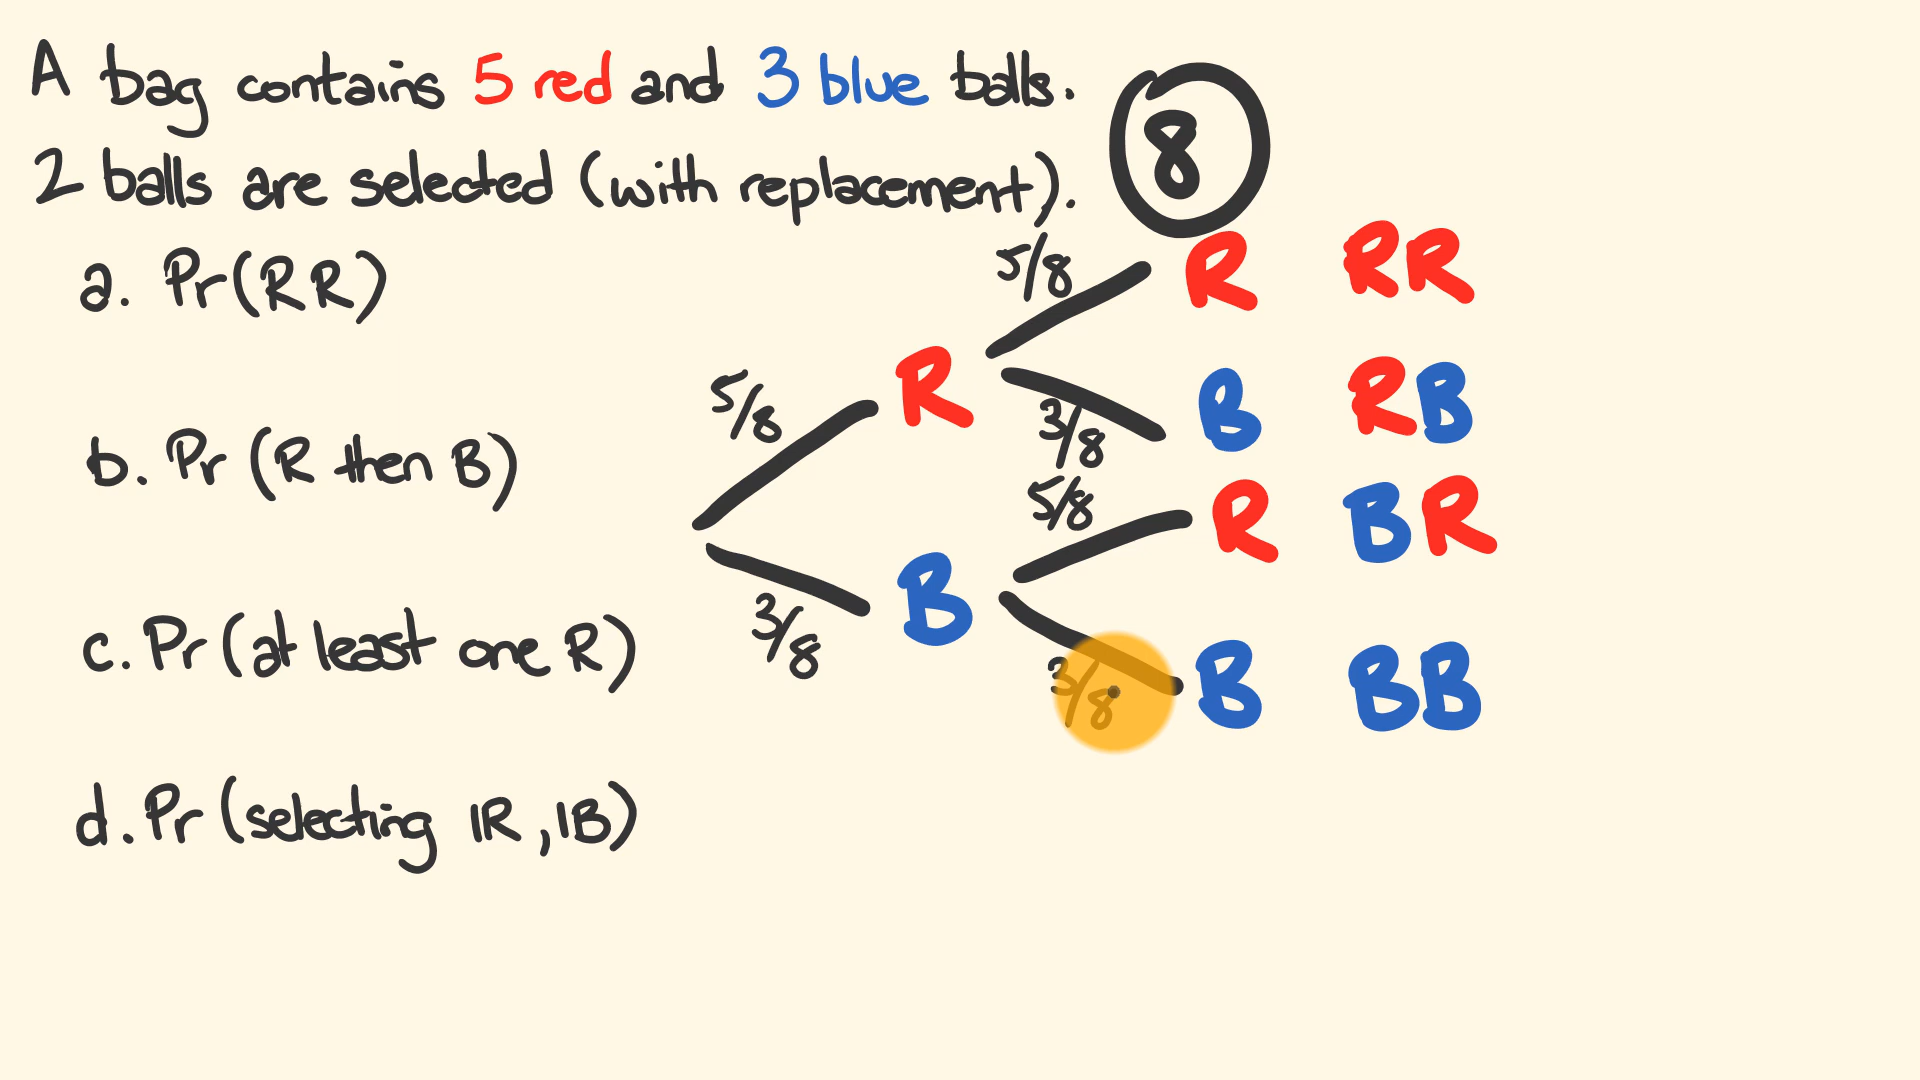 A bag contains 5 red and 3 blue balls.
8
2 balls are selected (with replacement).
a. Pr(RR)
5/8 R RR
5/8 R
3/8 B RB
b. Pr (R then B)
5/8 R BR
3/8 B
c. Pr (at least one R)
3/8 B BB
d. Pr (selecting 1R, 1B)